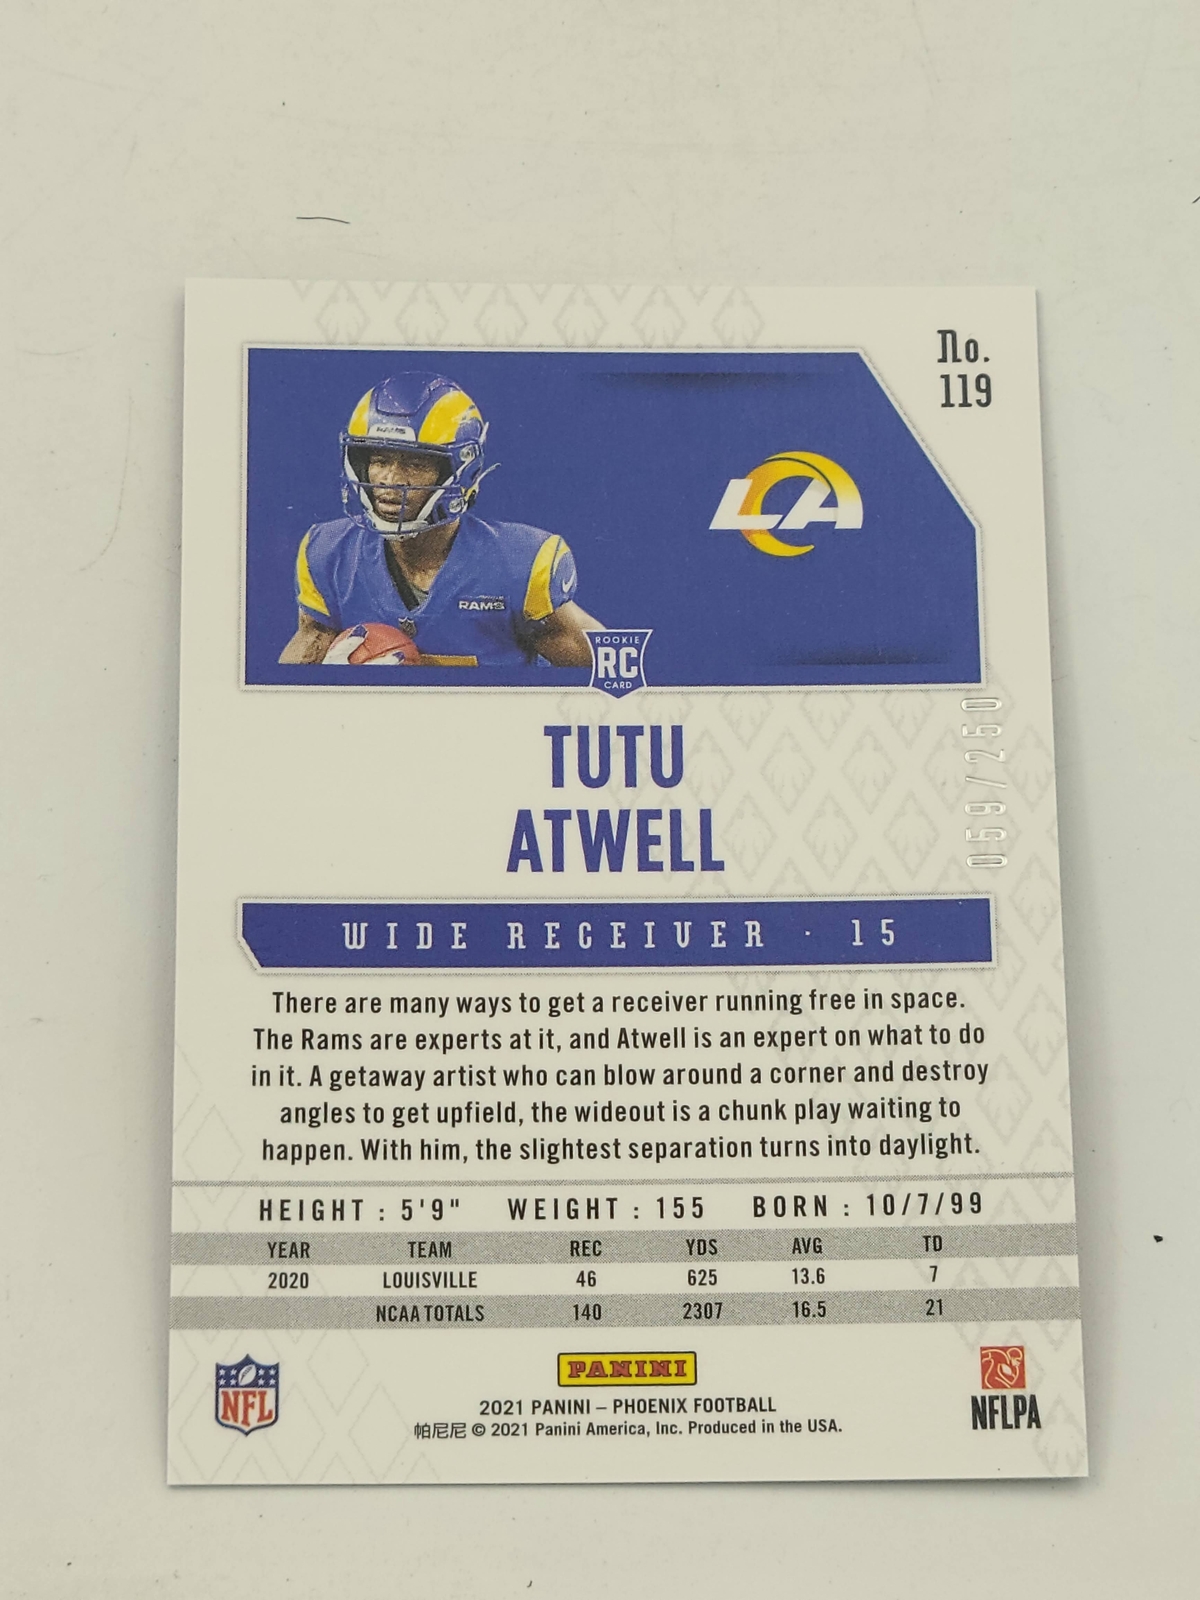 No.
119
LA
RAMS
RAMS
ROOKIE
RC
CARD
059/250
TUTU
ATWELL
WIDE RECEIVER · 15
There are many ways to get a receiver running free in space.
The Rams are experts at it, and Atwell is an expert on what to do
in it. A getaway artist who can blow around a corner and destroy
angles to get upfield, the wideout is a chunk play waiting to
happen. With him, the slightest separation turns into daylight.
HEIGHT : 5'9" WEIGHT : 155 BORN : 10/7/99
YEAR TEAM REC YDS AVG TD
2020 LOUISVILLE 46 625 13.6 7
NCAA TOTALS 140 2307 16.5 21
NFL
PANINI
NFLPA
2021 PANINI – PHOENIX FOOTBALL
帕尼尼 © 2021 Panini America, Inc. Produced in the USA.